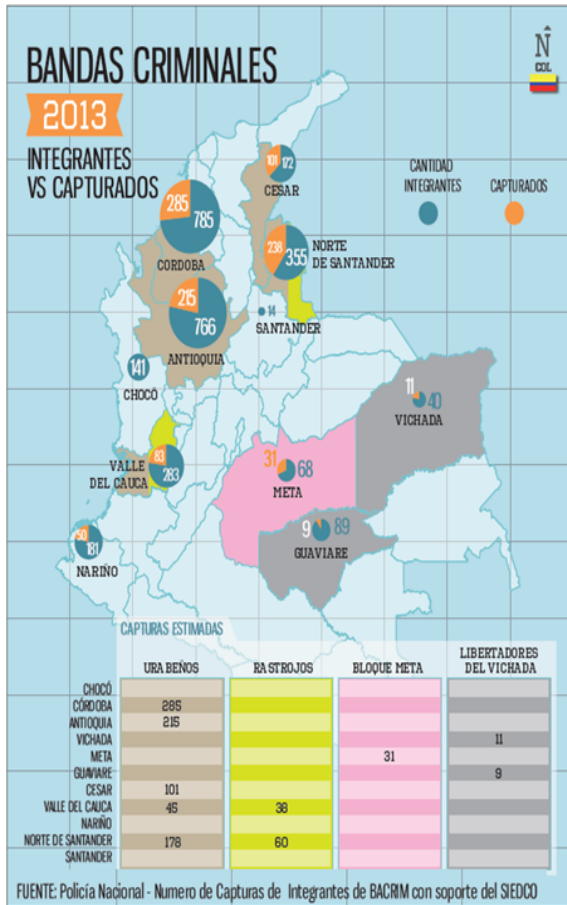 N
COL
BANDAS CRIMINALES
2013
INTEGRANTES
VS CAPTURADOS
CANTIDAD
INTEGRANTES
CAPTURADOS
101 172
CESAR
285 785
CORDOBA
238 355
NORTE
DE SANTANDER
215 766
ANTIOQUIA
14
SANTANDER
141
CHOCÓ
11 40
VICHADA
83 283
VALLE
DEL CAUCA
31 68
META
9 89
GUAVIARE
50 181
NARIÑO
CAPTURAS ESTIMADAS
URABEÑOS RASTROJOS BLOQUE META LIBERTADORES DEL VICHADA
CHOCÓ
CÓRDOBA 285
ANTIOQUIA 215
VICHADA 11
META 31
GUAVIARE 9
CESAR 101
VALLE DEL CAUCA 45 38
NARIÑO
NORTE DE SANTANDER 178 60
SANTANDER
FUENTE: Policía Nacional - Numero de Capturas de Integrantes de BACRIM con soporte del SIEDCO